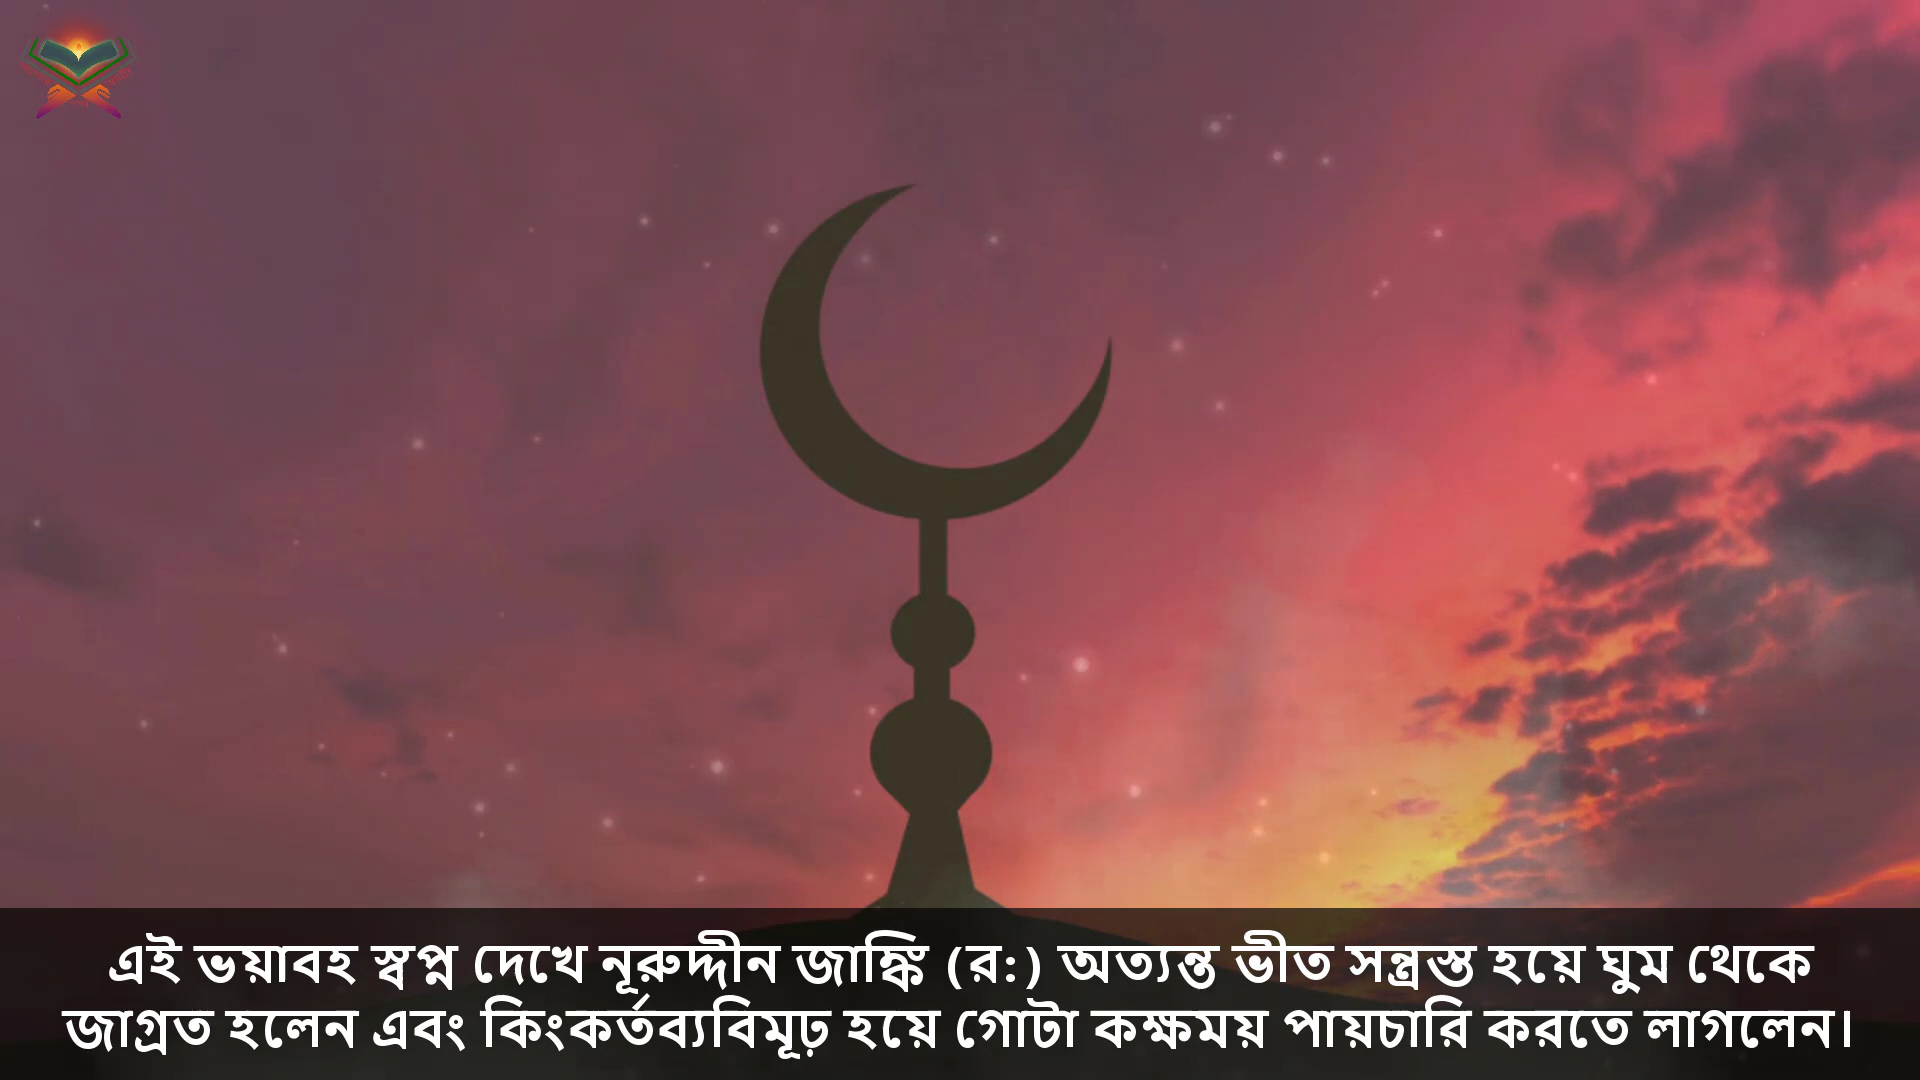 এই ভয়াবহ স্বপ্ন দেখে নূরুদ্দীন জাঙ্কি (র:) অত্যন্ত ভীত সন্ত্রস্ত হয়ে ঘুম থেকে
জাগ্রত হলেন এবং কিংকর্তব্যবিমূঢ় হয়ে গোটা কক্ষময় পায়চারি করতে লাগলেন।